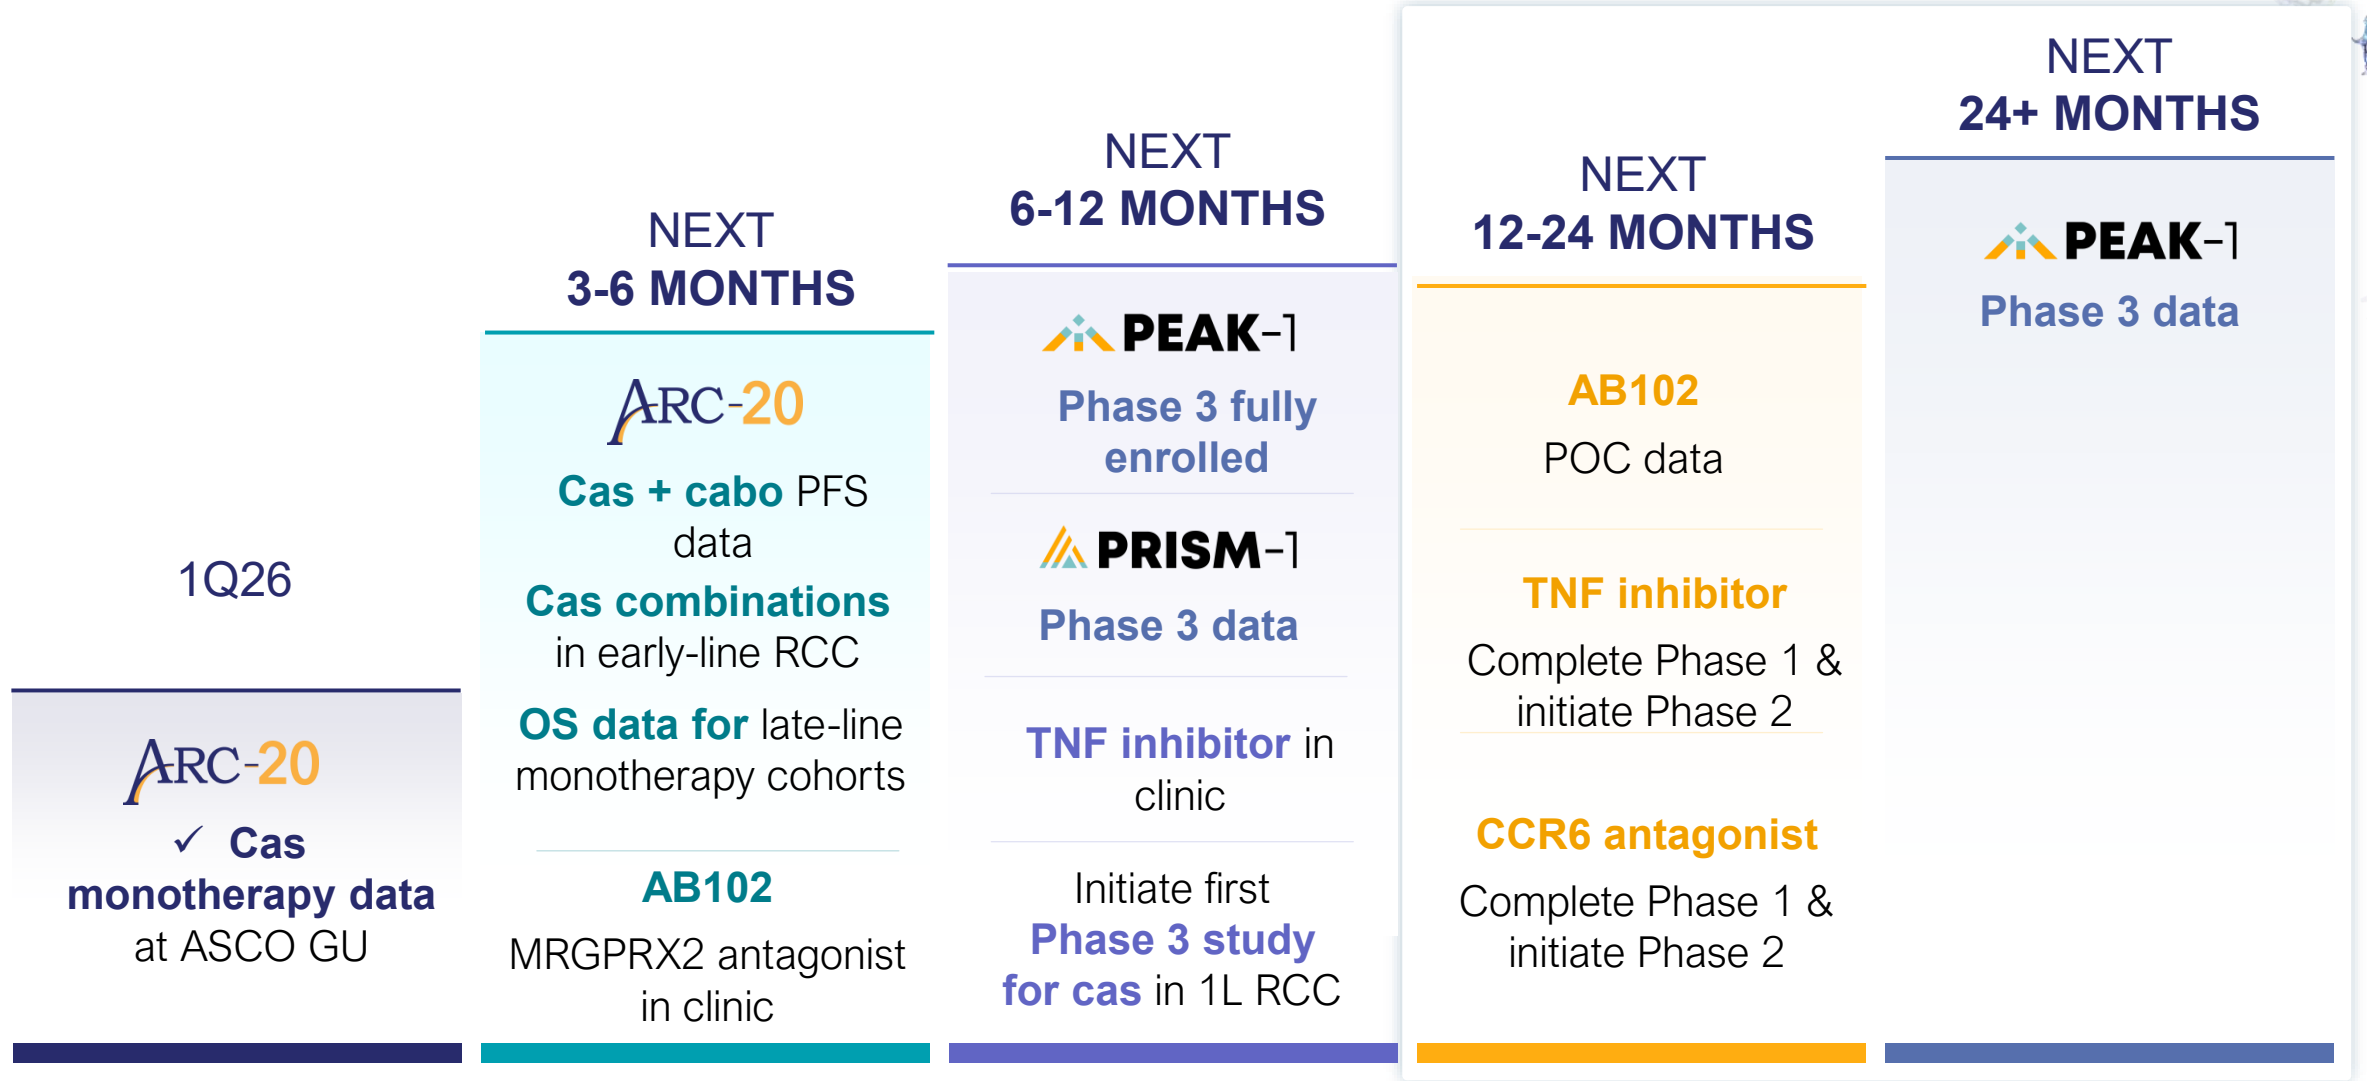 1Q26
ARC-20
✓ Cas
monotherapy data
at ASCO GU
NEXT
3-6 MONTHS
ARC-20
Cas + cabo PFS
data
Cas combinations
in early-line RCC
OS data for late-line
monotherapy cohorts
AB102
MRGPRX2 antagonist
in clinic
NEXT
6-12 MONTHS
PEAK-1
Phase 3 fully
enrolled
PRISM-1
Phase 3 data
TNF inhibitor in
clinic
Initiate first
Phase 3 study
for cas in 1L RCC
NEXT
12-24 MONTHS
AB102
POC data
TNF inhibitor
Complete Phase 1 &
initiate Phase 2
CCR6 antagonist
Complete Phase 1 &
initiate Phase 2
NEXT
24+ MONTHS
PEAK-1
Phase 3 data